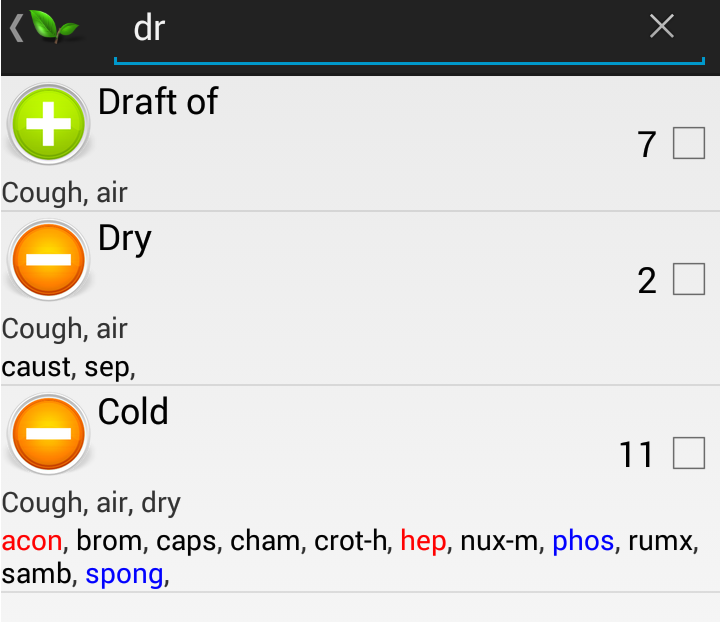 dr
Draft of
7
Cough, air
Dry
2
Cough, air
caust, sep,
Cold
11
Cough, air, dry
acon, brom, caps, cham, crot-h, hep, nux-m, phos, rumx,
samb, spong,